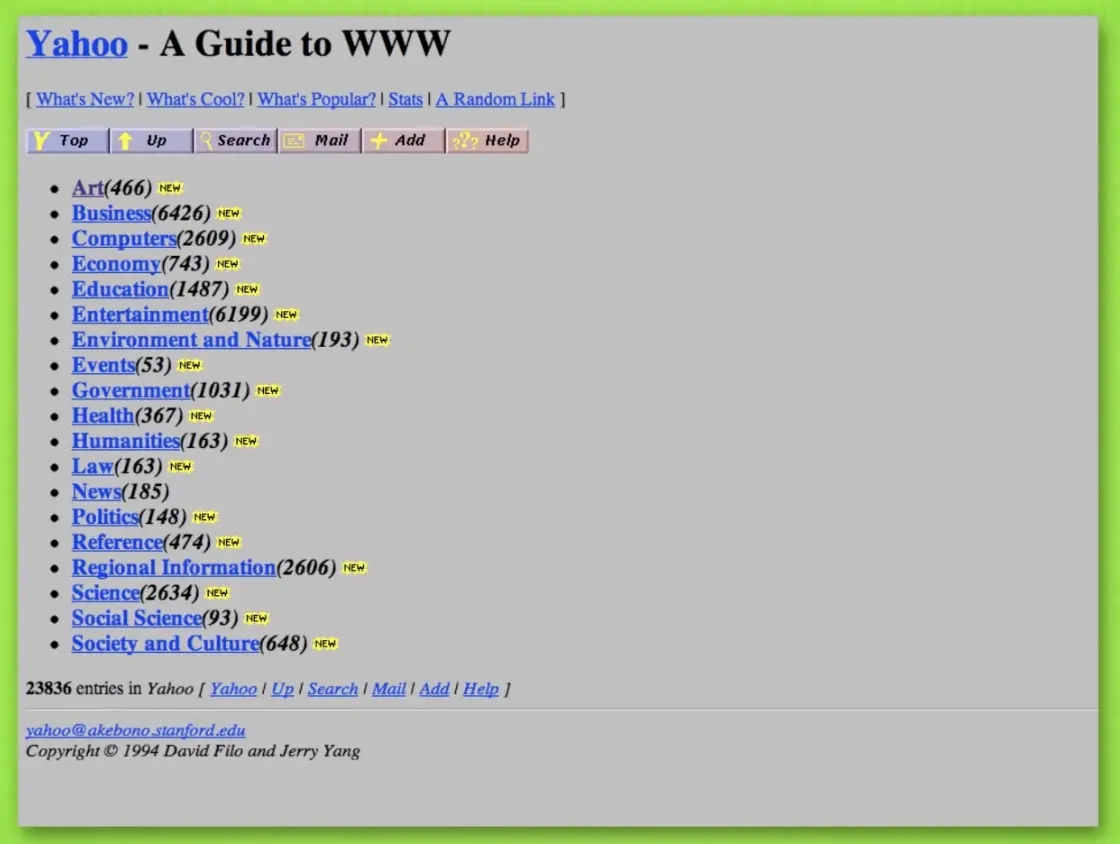 Yahoo - A Guide to WWW
[ What's New? | What's Cool? | What's Popular? | Stats | A Random Link ]
Top Up Search Mail Add Help
Art(466) NEW
Business(6426) NEW
Computers(2609) NEW
Economy(743) NEW
Education(1487) NEW
Entertainment(6199) NEW
Environment and Nature(193) NEW
Events(53) NEW
Government(1031) NEW
Health(367) NEW
Humanities(163) NEW
Law(163) NEW
News(185)
Politics(148) NEW
Reference(474) NEW
Regional Information(2606) NEW
Science(2634) NEW
Social Science(93) NEW
Society and Culture(648) NEW
23836 entries in Yahoo [ Yahoo | Up | Search | Mail | Add | Help ]
yahoo@akebono.stanford.edu
Copyright © 1994 David Filo and Jerry Yang